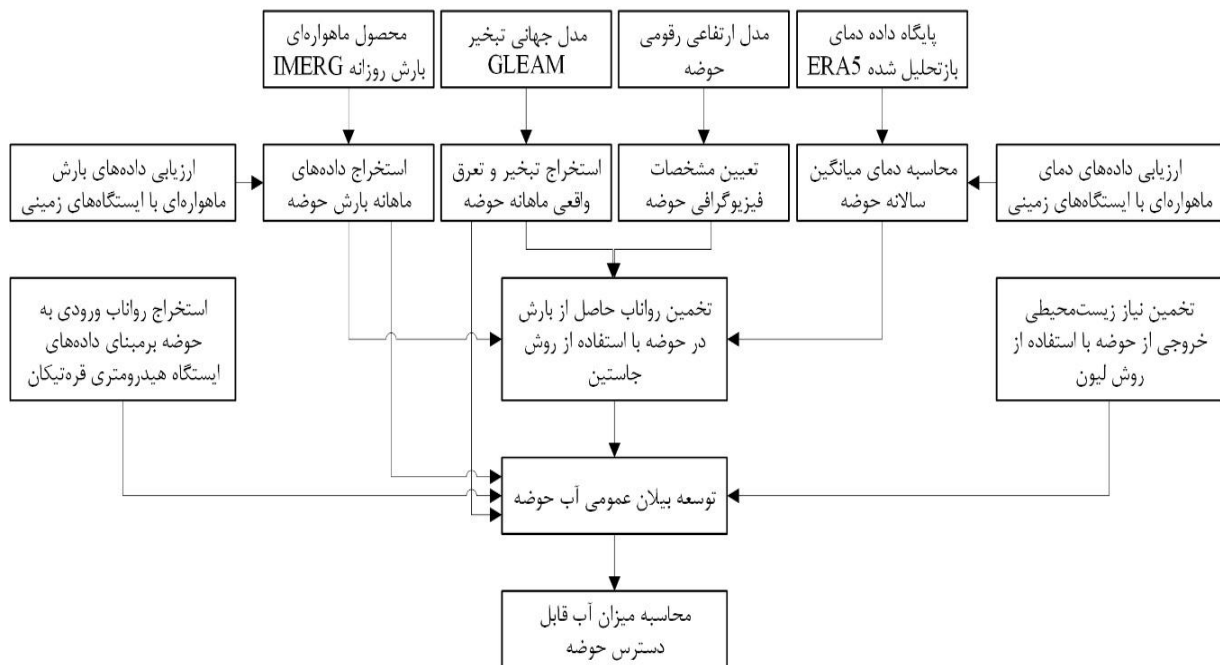 پایگاه داده دمای
بازتحلیل شده ERA5
مدل ارتفاعی رقومی
حوضه
مدل جهانی تبخیر
GLEAM
محصول ماهواره‌ای
بارش روزانه IMERG
ارزیابی داده‌های دمای
ماهواره‌ای با ایستگاه‌های زمینی
محاسبه دمای میانگین
سالانه حوضه
تعیین مشخصات
فیزیوگرافی حوضه
استخراج تبخیر و تعرق
واقعی ماهانه حوضه
استخراج داده‌های
ماهانه بارش حوضه
ارزیابی داده‌های بارش
ماهواره‌ای با ایستگاه‌های زمینی
تخمین نیاز زیست‌محیطی
خروجی از حوضه با استفاده از
روش لیون
تخمین رواناب حاصل از بارش
در حوضه با استفاده از روش
جاستین
استخراج رواناب ورودی به
حوضه برمبنای داده‌های
ایستگاه هیدرومتری قره‌تیکان
توسعه بیلان عمومی آب حوضه
محاسبه میزان آب قابل
دسترس حوضه